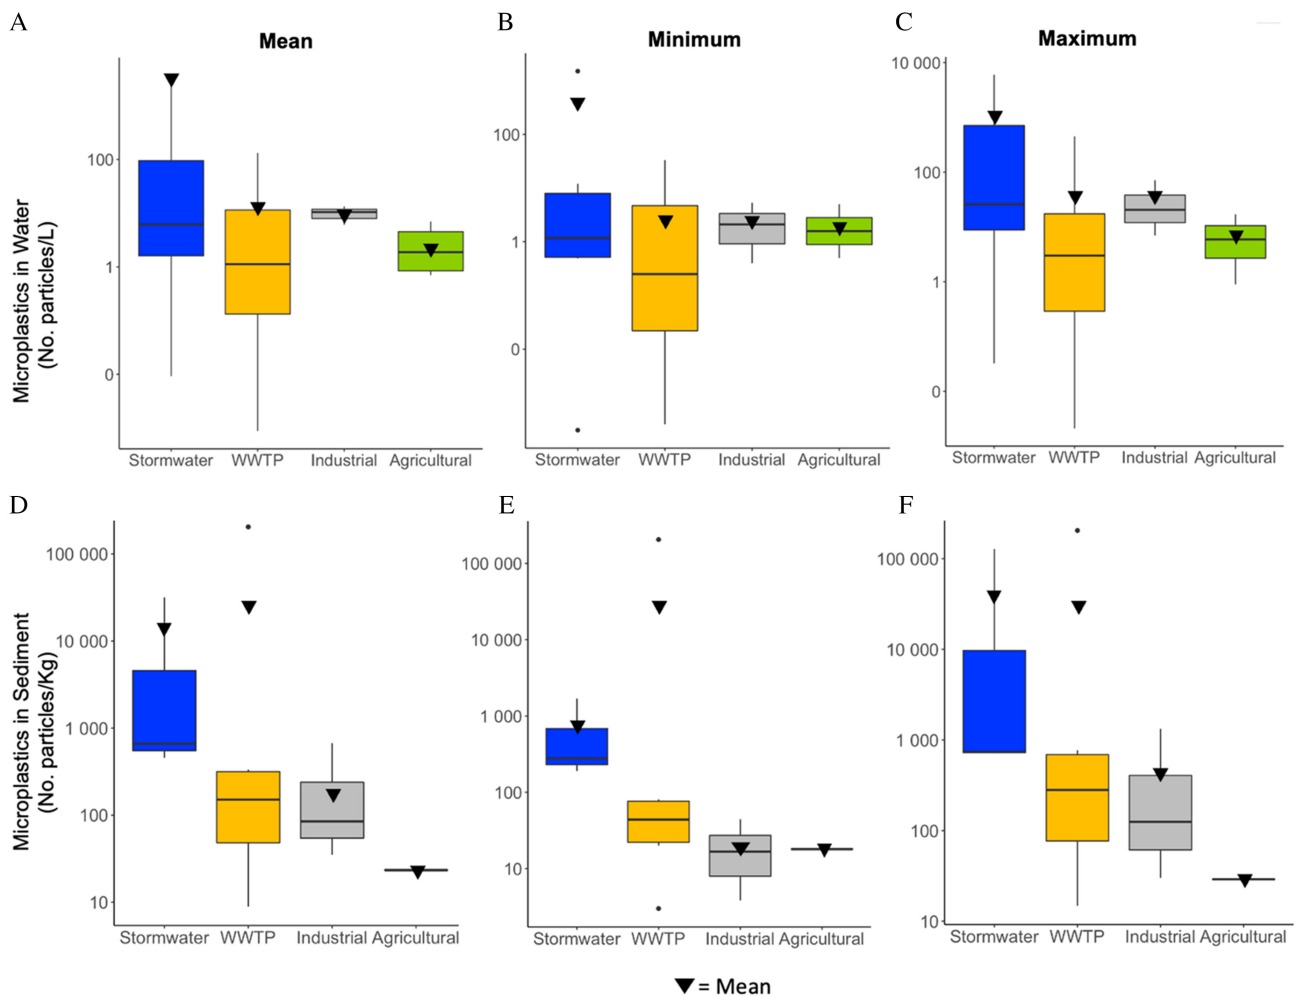 A
Mean
B
Minimum
C
Maximum
Microplastics in Water
(No. particles/L)
100
1
0
Stormwater WWTP Industrial Agricultural
100
1
0
Stormwater WWTP Industrial Agricultural
10 000
100
1
0
Stormwater WWTP Industrial Agricultural
D
E
F
Microplastics in Sediment
(No. particles/Kg)
100 000
10 000
1 000
100
10
Stormwater WWTP Industrial Agricultural
100 000
10 000
1 000
100
10
Stormwater WWTP Industrial Agricultural
100 000
10 000
1 000
100
10
Stormwater WWTP Industrial Agricultural
▼ = Mean